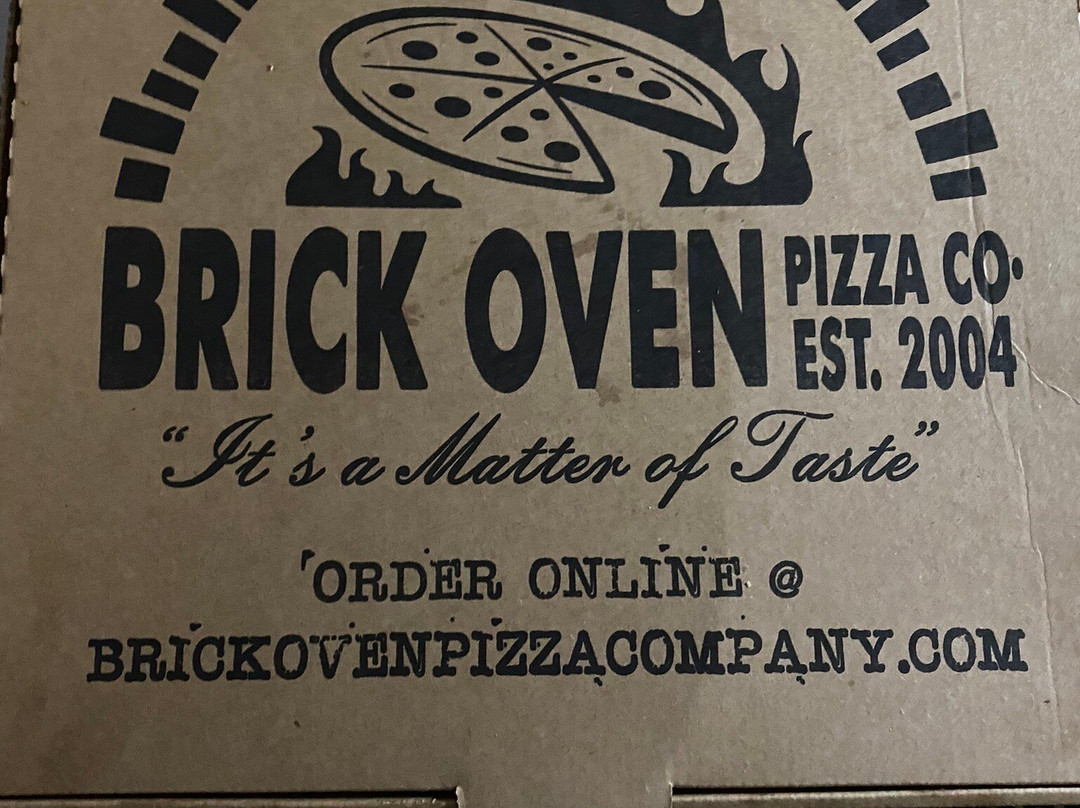 BRICK OVEN PIZZA CO.
EST. 2004
"It's a Matter of Taste"
'ORDER ONLINE @
BRICKOVENPIZZACOMPANY.COM